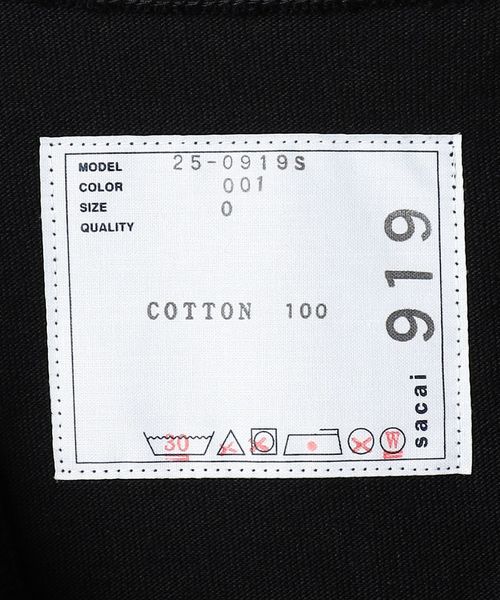 MODEL 25-0919S
COLOR 001
SIZE 0
QUALITY
COTTON 100
919
sacai
30
W